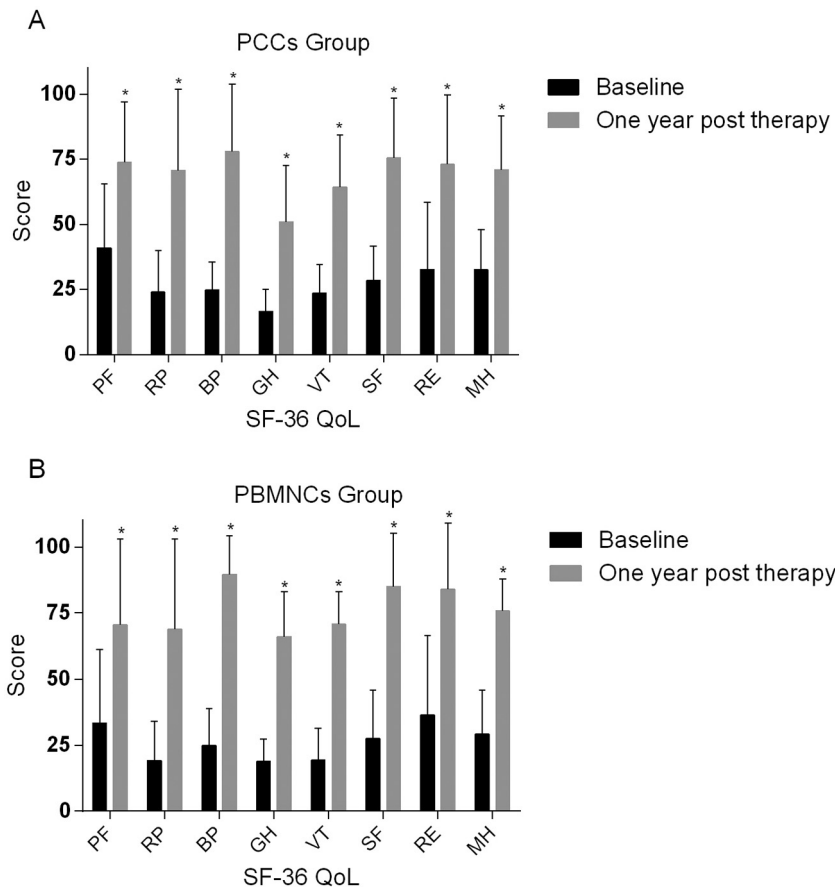 A
PCCs Group
Baseline
One year post therapy
Score
100
75
50
25
0
* * * * * * * *
PF RP BP GH VT SF RE MH
SF-36 QoL
B
PBMNCs Group
Baseline
One year post therapy
Score
100
75
50
25
0
* * * * * * * *
PF RP BP GH VT SF RE MH
SF-36 QoL